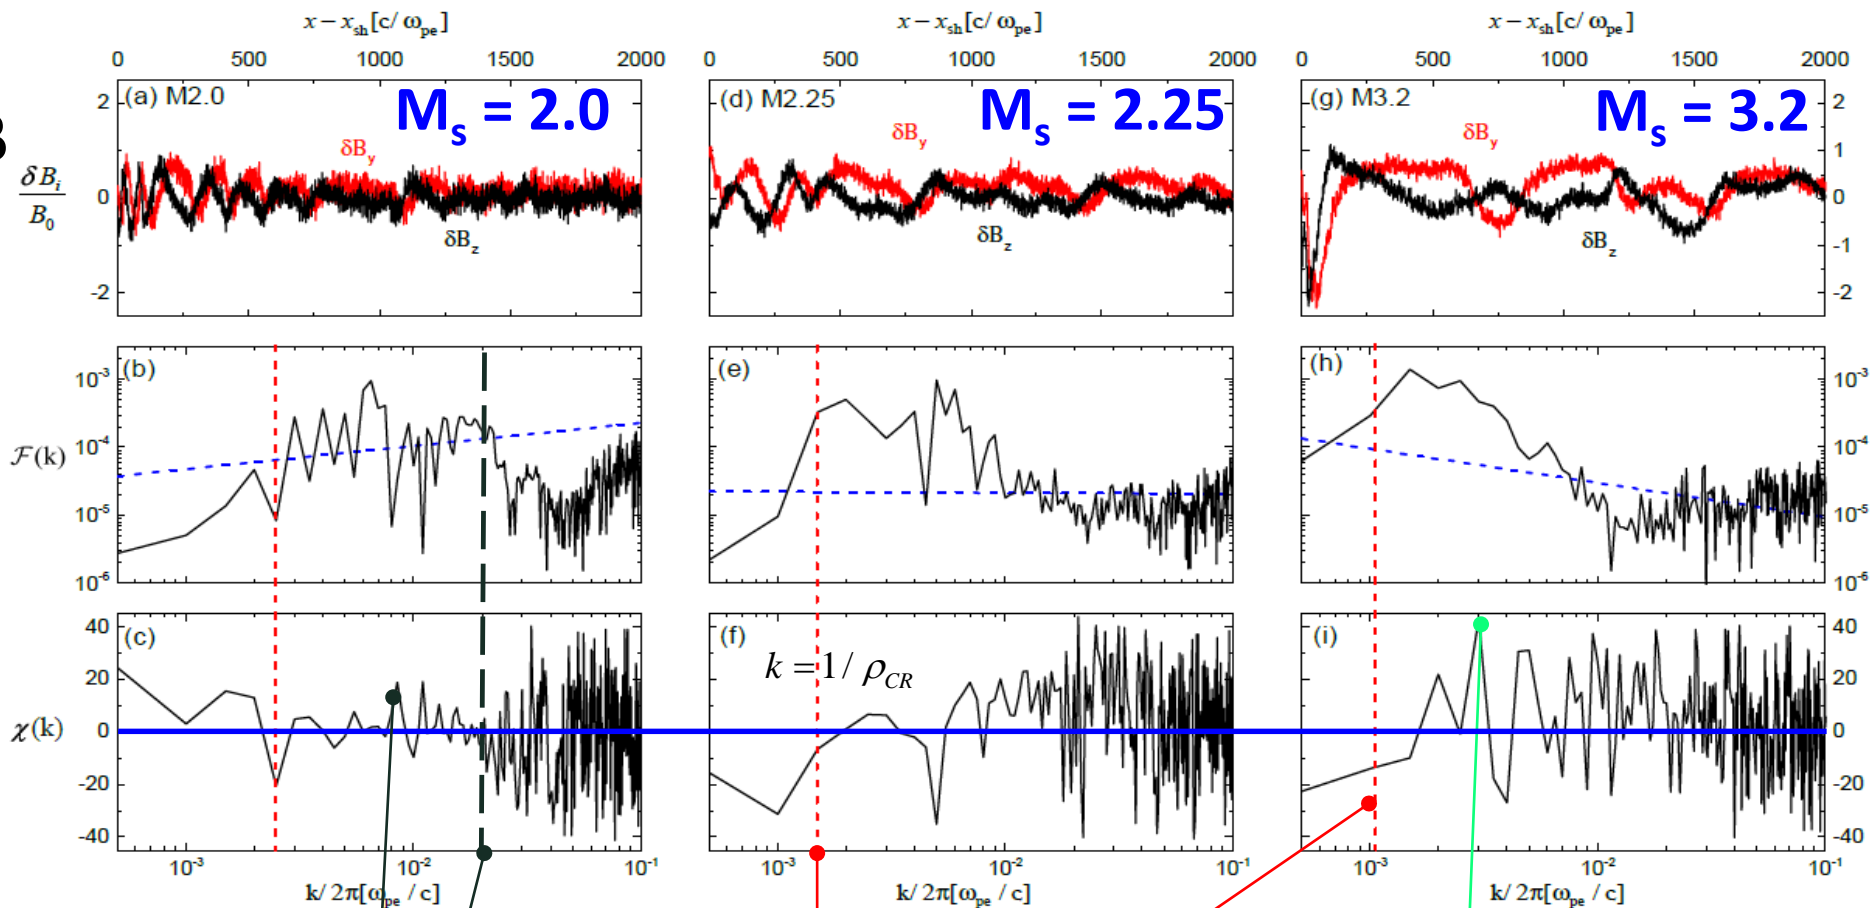 x − x_sh [c/ ω_pe]
x − x_sh [c/ ω_pe]
x − x_sh [c/ ω_pe]
0 500 1000 1500 2000
0 500 1000 1500 2000
0 500 1000 1500 2000
(a) M2.0
M_s = 2.0
(d) M2.25
M_s = 2.25
(g) M3.2
M_s = 3.2
δB_y
δB_y
δB_y
δB_z
δB_z
δB_z
δB_i
B_0
2
0
-2
2
1
0
-1
-2
(b)
(e)
(h)
F(k)
10^-3
10^-4
10^-5
10^-6
10^-3
10^-4
10^-5
10^-6
(c)
(f)
(i)
k = 1/ ρ_CR
χ(k)
40
20
0
-20
-40
40
20
0
-20
-40
10^-3 10^-2 10^-1
10^-3 10^-2 10^-1
10^-3 10^-2 10^-1
k/ 2π[ω_pe / c]
k/ 2π[ω_pe / c]
k/ 2π[ω_pe / c]